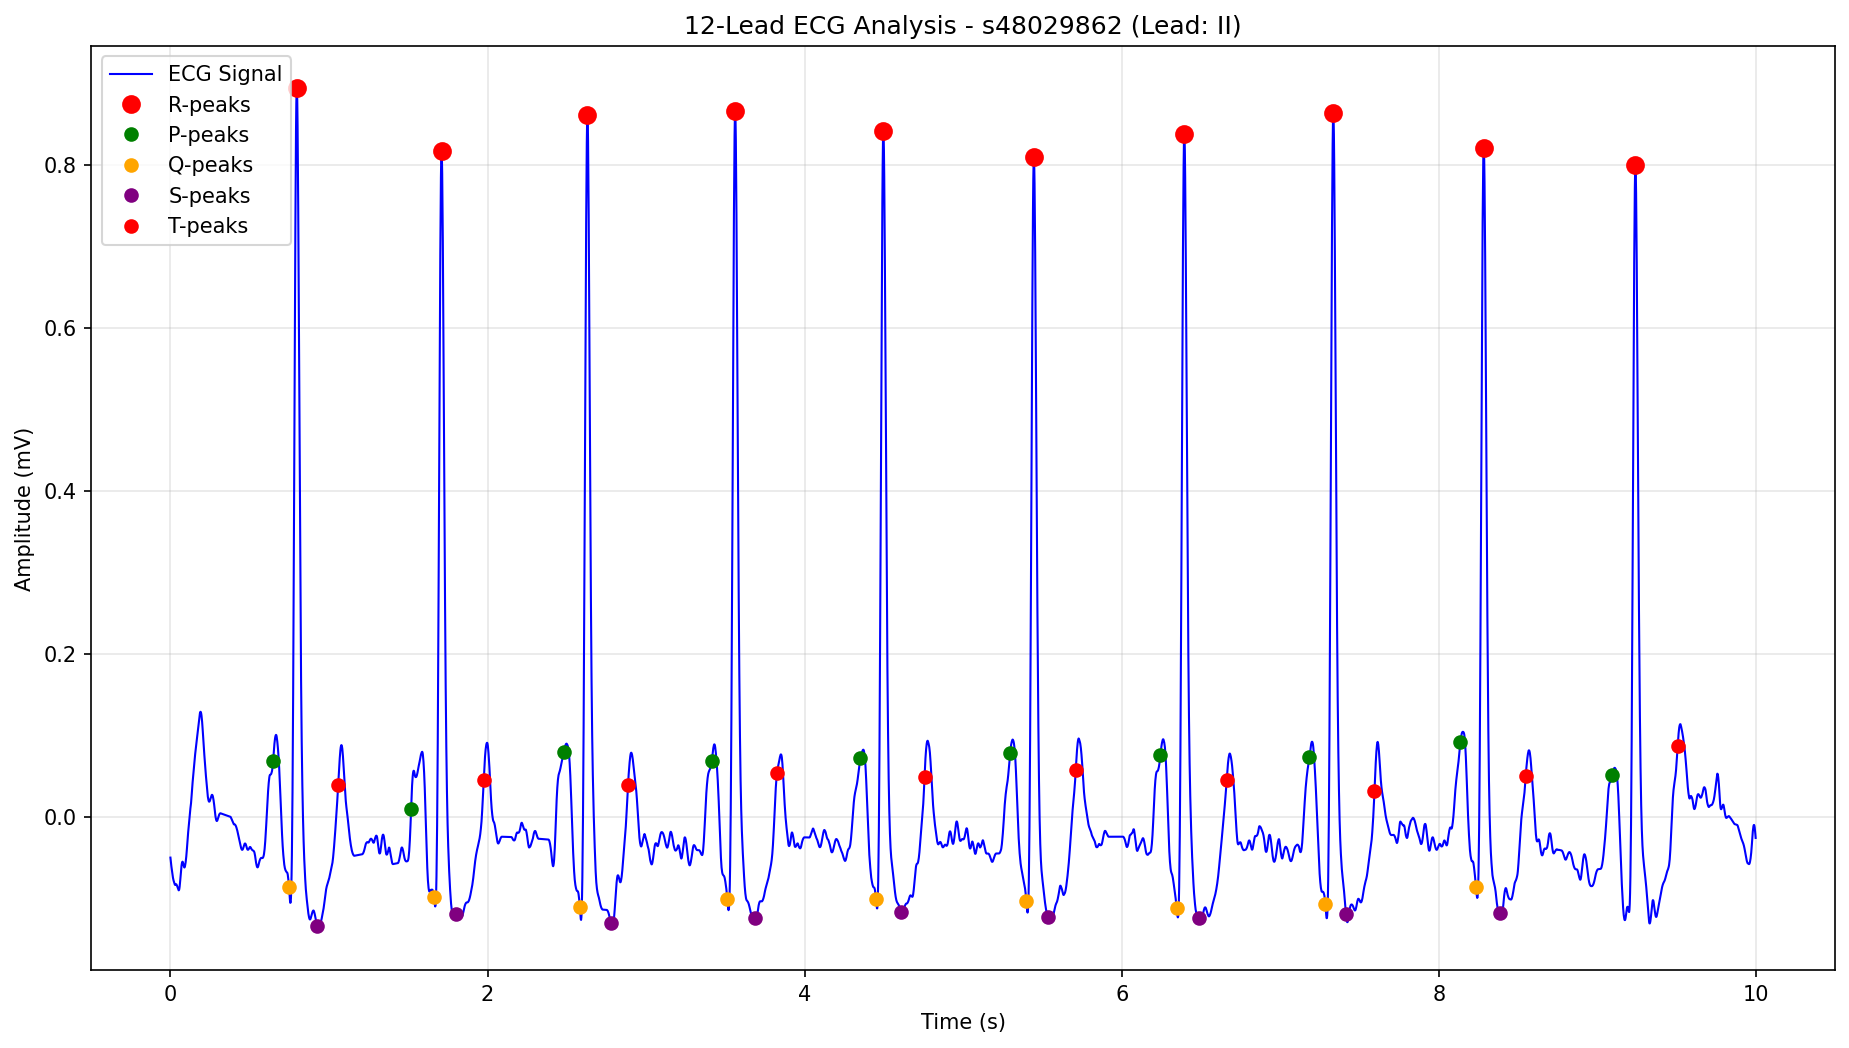 12-Lead ECG Analysis - s48029862 (Lead: II)
ECG Signal
R-peaks
P-peaks
Q-peaks
S-peaks
T-peaks
Amplitude (mV)
0.8
0.6
0.4
0.2
0.0
0 2 4 6 8 10
Time (s)